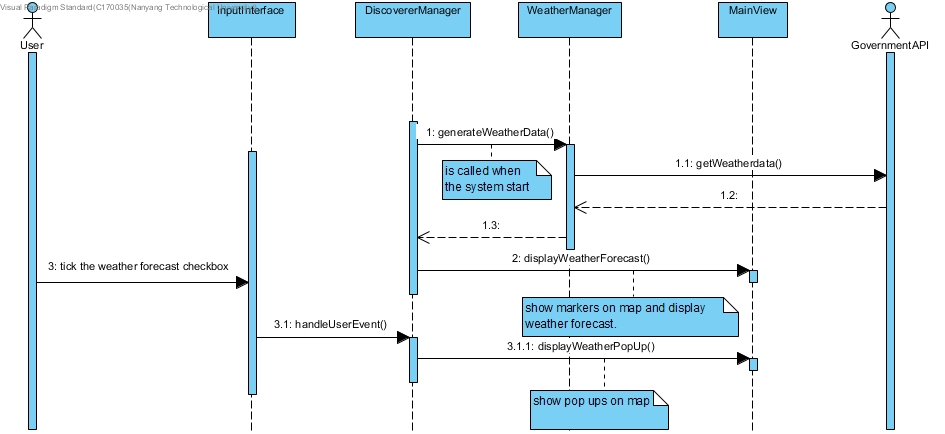 Visual Paradigm Standard(C170035(Nanyang Technological
InputInterface
DiscovererManager
WeatherManager
MainView
User
GovernmentAPI
1: generateWeatherData()
is called when
the system start
1.1: getWeatherdata()
1.2:
1.3:
2: displayWeatherForecast()
3: tick the weather forecast checkbox
show markers on map and display
weather forecast.
3.1: handleUserEvent()
3.1.1: displayWeatherPopUp()
show pop ups on map